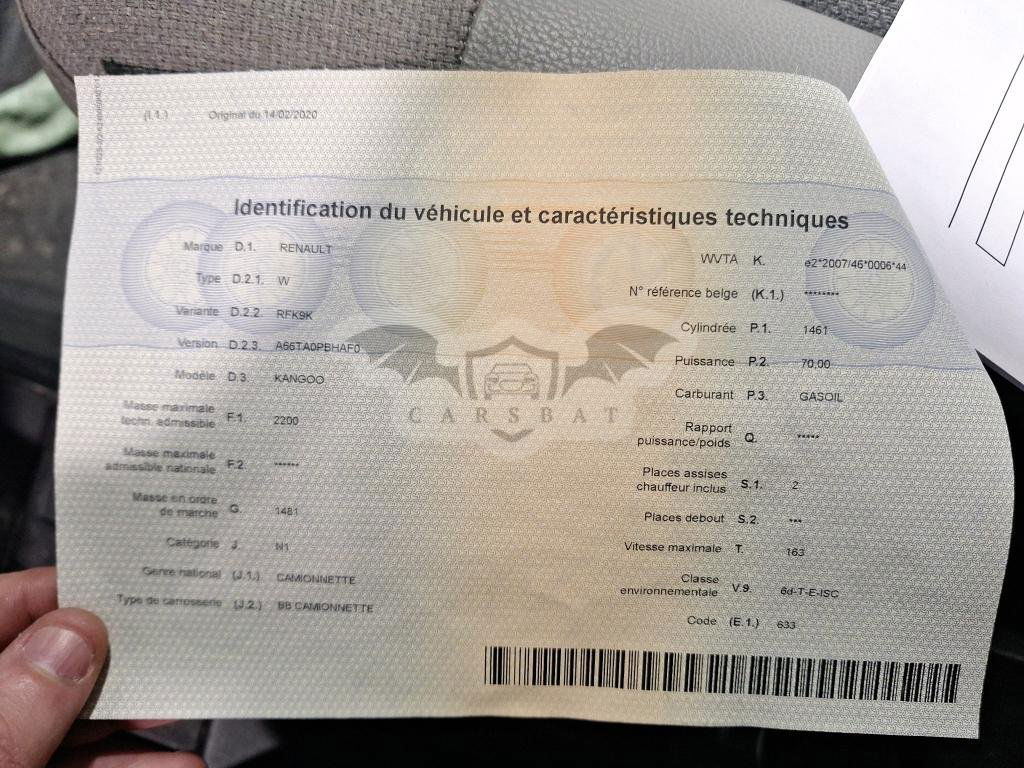 (I.1.) Original du 14/02/2020
Identification du véhicule et caractéristiques techniques
Marque D.1. RENAULT
Type D.2.1. W
Variante D.2.2. RFK9K
Version D.2.3. A66TA0PBHAF0
Modèle D.3. KANGOO
Masse maximale
techn. admissible F.1. 2200
Masse maximale
admissible nationale F.2. ******
Masse en ordre
de marche G. 1481
Catégorie J. N1
Genre national (J.1.) CAMIONNETTE
Type de carrosserie (J.2.) BB CAMIONNETTE
WVTA K. e2*2007/46*0006*44
N° référence belge (K.1.) ********
Cylindrée P.1. 1461
Puissance P.2. 70,00
Carburant P.3. GASOIL
Rapport
puissance/poids Q. *****
Places assises
chauffeur inclus S.1. 2
Places debout S.2. ***
Vitesse maximale T. 163
Classe
environnementale V.9. 6d-T-E-ISC
Code (E.1.) 633
CARSBAT